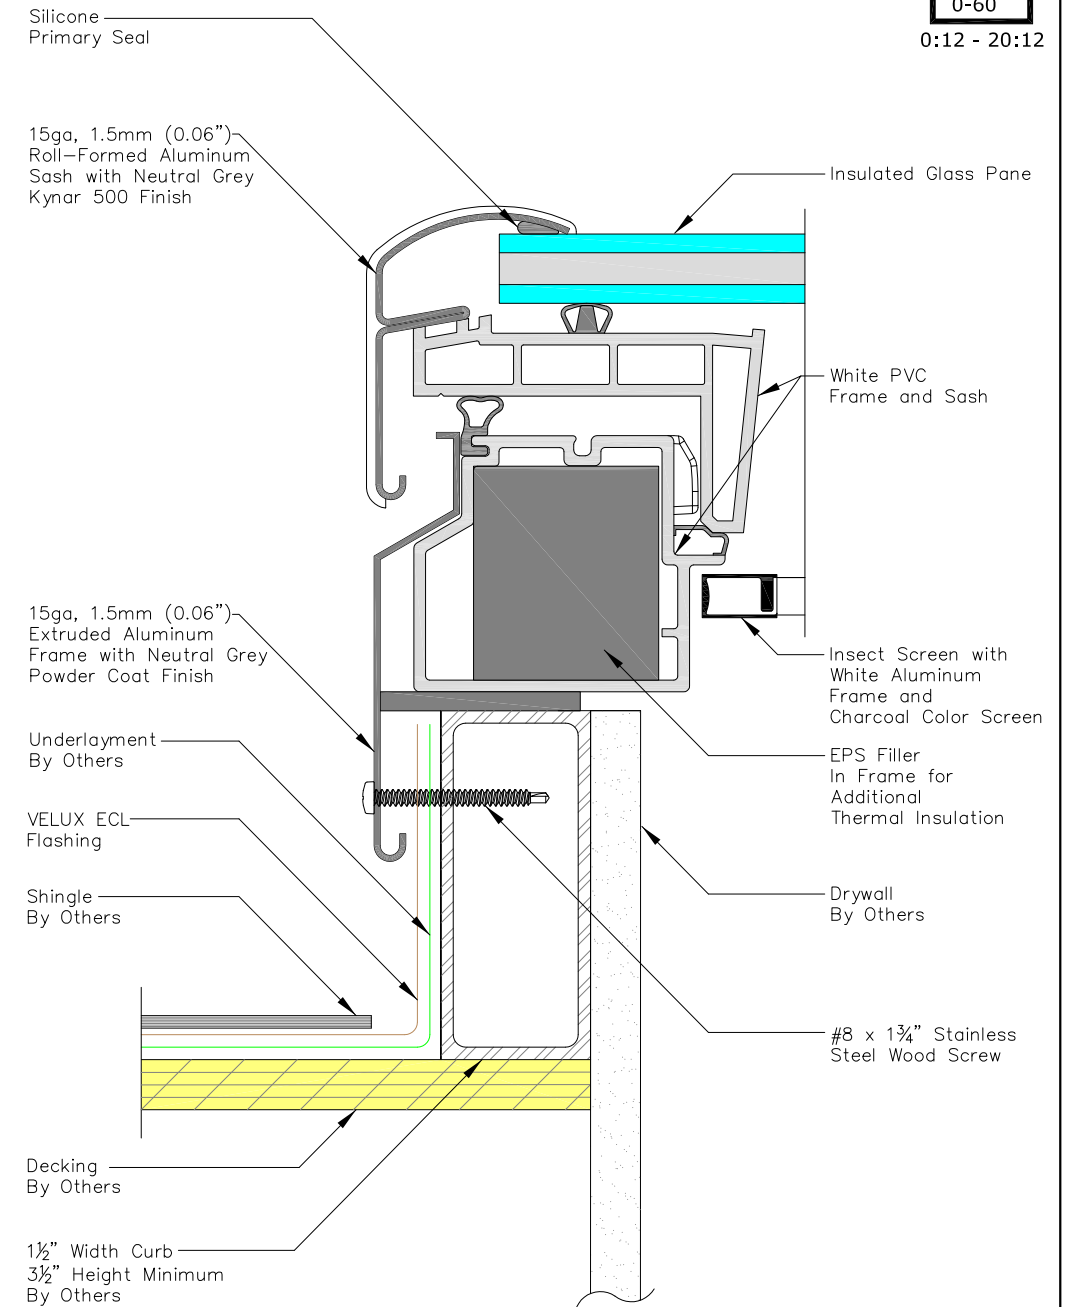 Silicone
Primary Seal
0-60
0:12 - 20:12
15ga, 1.5mm (0.06”)
Roll-Formed Aluminum
Sash with Neutral Grey
Kynar 500 Finish
Insulated Glass Pane
White PVC
Frame and Sash
15ga, 1.5mm (0.06”)
Extruded Aluminum
Frame with Neutral Grey
Powder Coat Finish
Insect Screen with
White Aluminum
Frame and
Charcoal Color Screen
Underlayment
By Others
EPS Filler
In Frame for
Additional
Thermal Insulation
VELUX ECL
Flashing
Shingle
By Others
Drywall
By Others
#8 x 1¾” Stainless
Steel Wood Screw
Decking
By Others
1½” Width Curb
3½” Height Minimum
By Others